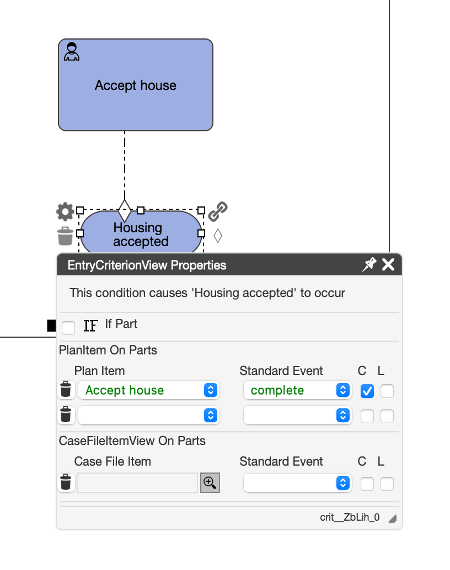 Accept house
Housing
accepted
EntryCriterionView Properties
This condition causes 'Housing accepted' to occur
IF If Part
PlanItem On Parts
Plan Item Standard Event C L
Accept house complete
CaseFileItemView On Parts
Case File Item Standard Event C L
crit__ZbLih_0